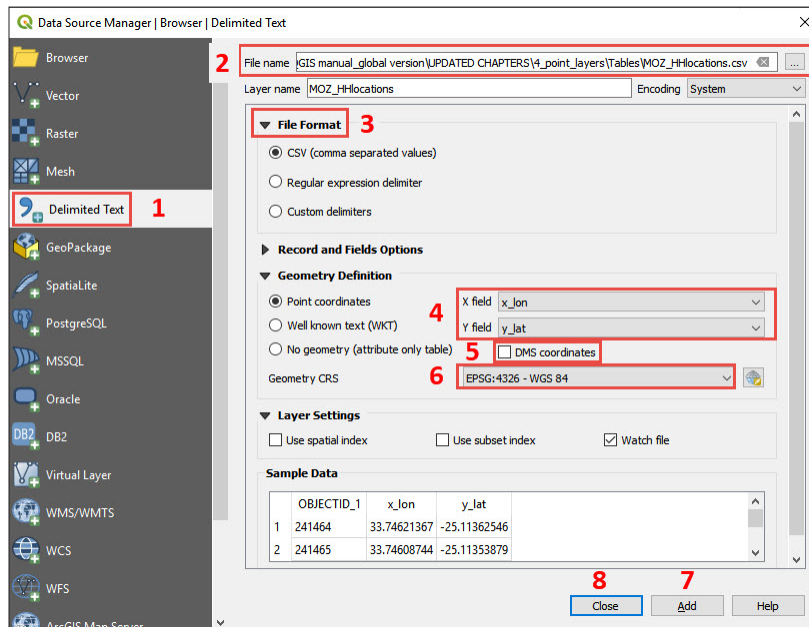 Data Source Manager | Browser | Delimited Text
Browser
Vector
Raster
Mesh
Delimited Text 1
GeoPackage
SpatiaLite
PostgreSQL
MSSQL
Oracle
DB2 DB2
Virtual Layer
WMS/WMTS
WCS
WFS
ArcGIS Map Server
2 File name GIS manual_global version\UPDATED CHAPTERS\4_point_layers\Tables\MOZ_HHlocations.csv ...
Layer name MOZ_HHlocations Encoding System
File Format 3
CSV (comma separated values)
Regular expression delimiter
Custom delimiters
Record and Fields Options
Geometry Definition
Point coordinates 4 X field x_lon
Well known text (WKT) Y field y_lat
No geometry (attribute only table) 5 DMS coordinates
Geometry CRS 6 EPSG:4326 - WGS 84
Layer Settings
Use spatial index Use subset index Watch file
Sample Data
OBJECTID_1 x_lon y_lat
1 241464 33.74621367 -25.11362546
2 241465 33.74608744 -25.11353879
8 7
Close Add Help